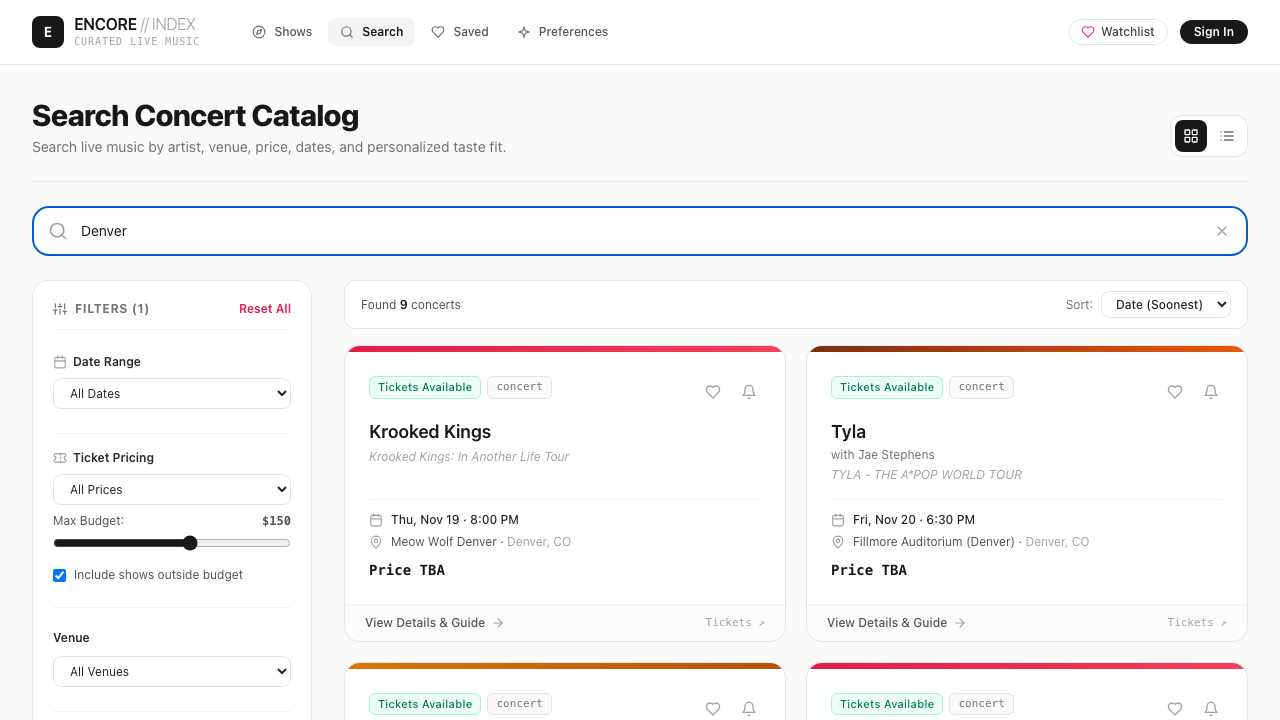 E
ENCORE // INDEX
CURATED LIVE MUSIC
Shows
Search
Saved
Preferences
Watchlist
Sign In
Search Concert Catalog
Search live music by artist, venue, price, dates, and personalized taste fit.
Denver
FILTERS (1)
Reset All
Date Range
All Dates
Ticket Pricing
All Prices
Max Budget:
$150
Include shows outside budget
Venue
All Venues
Found 9 concerts
Sort:
Date (Soonest)
Tickets Available
concert
Krooked Kings
Krooked Kings: In Another Life Tour
Thu, Nov 19 · 8:00 PM
Meow Wolf Denver · Denver, CO
Price TBA
View Details & Guide →
Tickets ↗
Tickets Available
concert
Tyla
with Jae Stephens
TYLA - THE A*POP WORLD TOUR
Fri, Nov 20 · 6:30 PM
Fillmore Auditorium (Denver) · Denver, CO
Price TBA
View Details & Guide →
Tickets ↗
Tickets Available
concert
Tickets Available
concert